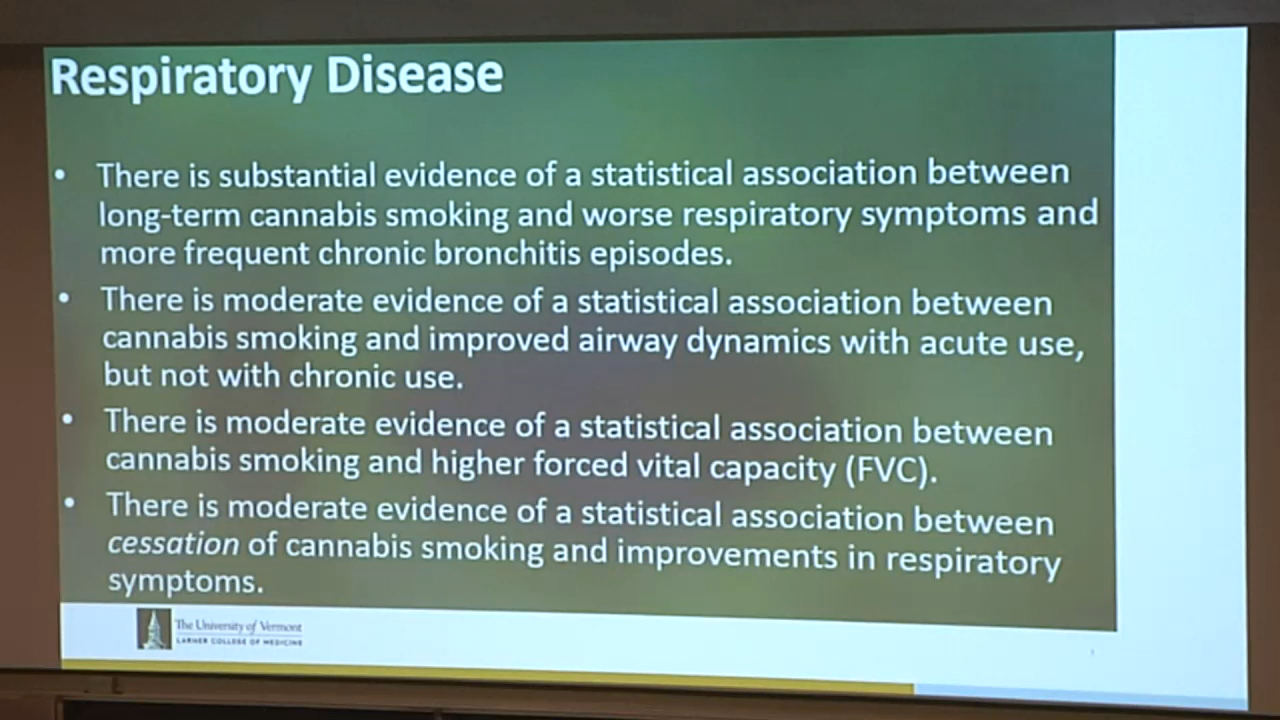 Respiratory Disease
• There is substantial evidence of a statistical association between
long-term cannabis smoking and worse respiratory symptoms and
more frequent chronic bronchitis episodes.
• There is moderate evidence of a statistical association between
cannabis smoking and improved airway dynamics with acute use,
but not with chronic use.
• There is moderate evidence of a statistical association between
cannabis smoking and higher forced vital capacity (FVC).
• There is moderate evidence of a statistical association between
cessation of cannabis smoking and improvements in respiratory
symptoms.
The University of Vermont
LARNER COLLEGE OF MEDICINE